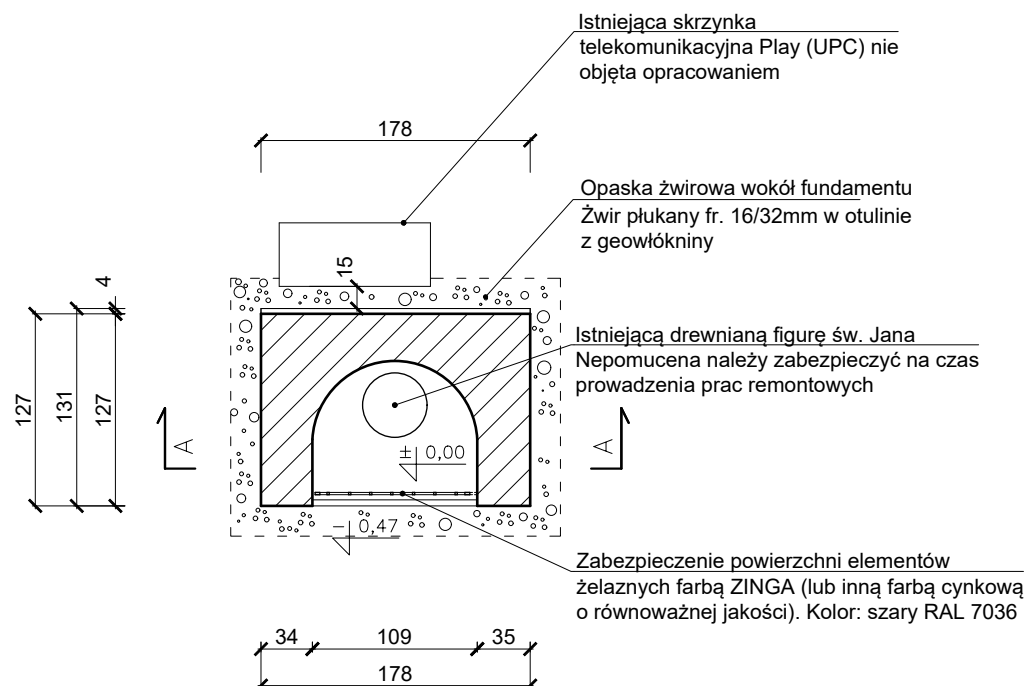 Istniejąca skrzynka
telekomunikacyjna Play (UPC) nie
objęta opracowaniem
178
Opaska żwirowa wokół fundamentu
Żwir płukany fr. 16/32mm w otulinie
z geowłókniny
15
4
Istniejącą drewnianą figurę św. Jana
Nepomucena należy zabezpieczyć na czas
prowadzenia prac remontowych
127
131
127
A
A
± 0,00
− 0,47
Zabezpieczenie powierzchni elementów
żelaznych farbą ZINGA (lub inną farbą cynkową
o równoważnej jakości). Kolor: szary RAL 7036
34
109
35
178